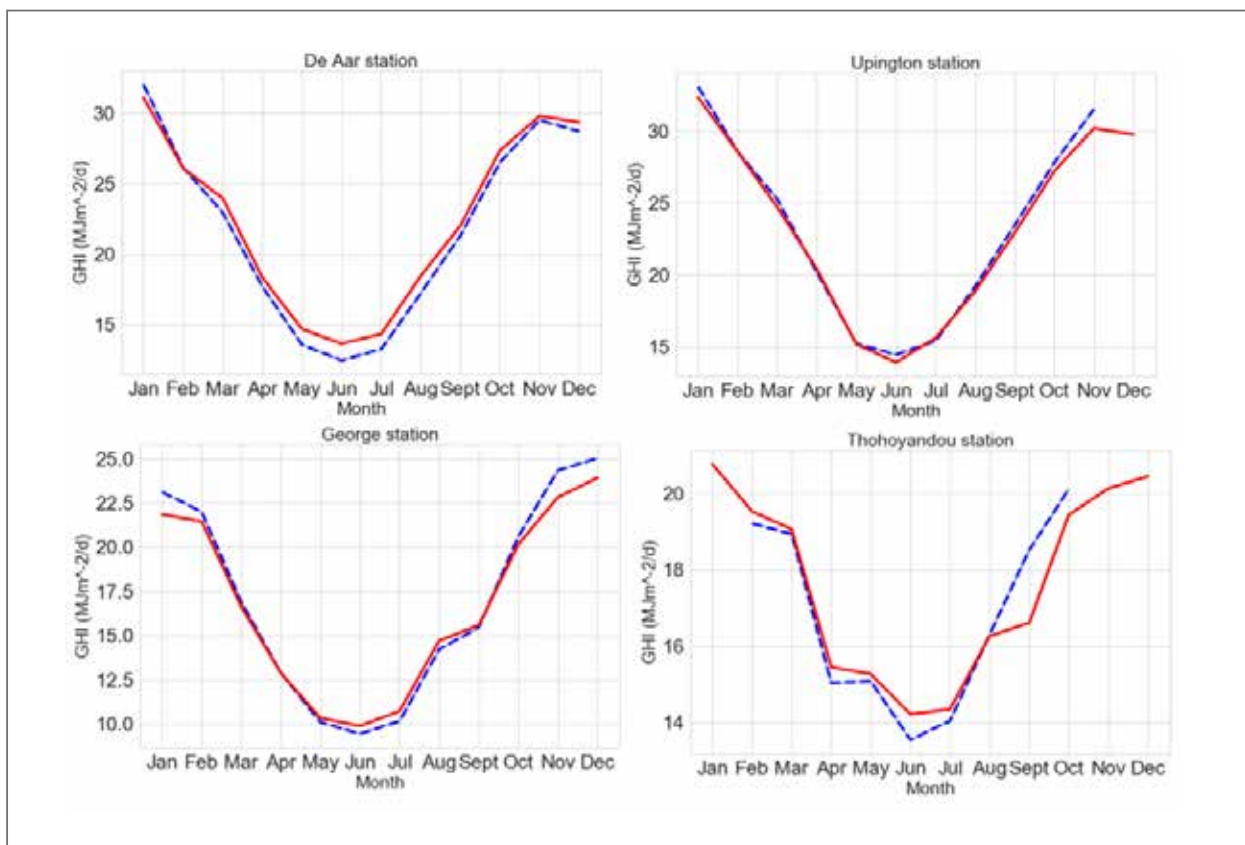 De Aar station
GHI (MJm^-2/d)
30
25
20
15
Jan Feb Mar Apr May Jun Jul Aug Sept Oct Nov Dec
Month
Upington station
GHI (MJm^-2/d)
30
25
20
15
Jan Feb Mar Apr May Jun Jul Aug Sept Oct Nov Dec
Month
George station
GHI (MJm^-2/d)
25.0
22.5
20.0
17.5
15.0
12.5
10.0
Jan Feb Mar Apr May Jun Jul Aug Sept Oct Nov Dec
Month
Thohoyandou station
GHI (MJm^-2/d)
20
18
16
14
Jan Feb Mar Apr May Jun Jul Aug Sept Oct Nov Dec
Month